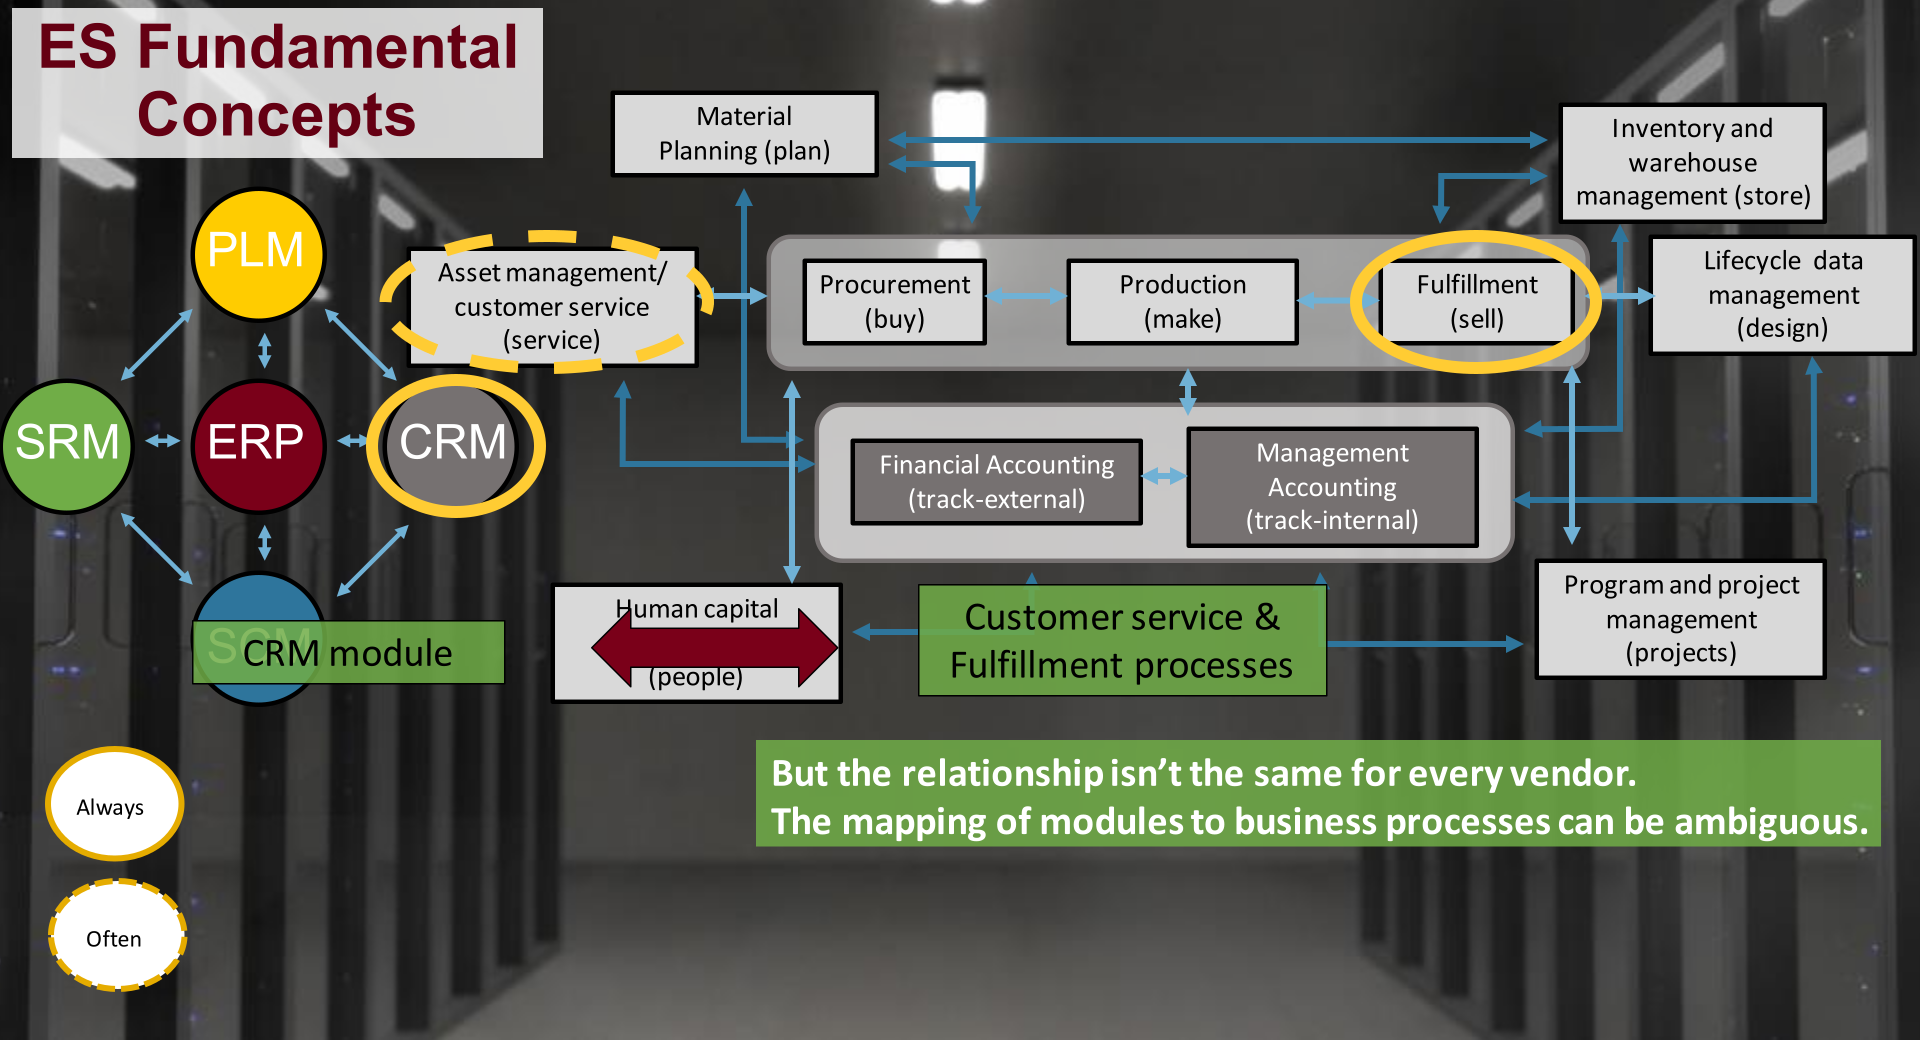 ES Fundamental
Concepts
Material
Planning (plan)
Inventory and
warehouse
management (store)
PLM
Asset management/
customer service
(service)
Procurement
(buy)
Production
(make)
Fulfillment
(sell)
Lifecycle data
management
(design)
SRM
ERP
CRM
Financial Accounting
(track-external)
Management
Accounting
(track-internal)
SCM
CRM module
Human capital
(people)
Customer service &
Fulfillment processes
Program and project
management
(projects)
But the relationship isn’t the same for every vendor.
The mapping of modules to business processes can be ambiguous.
Always
Often